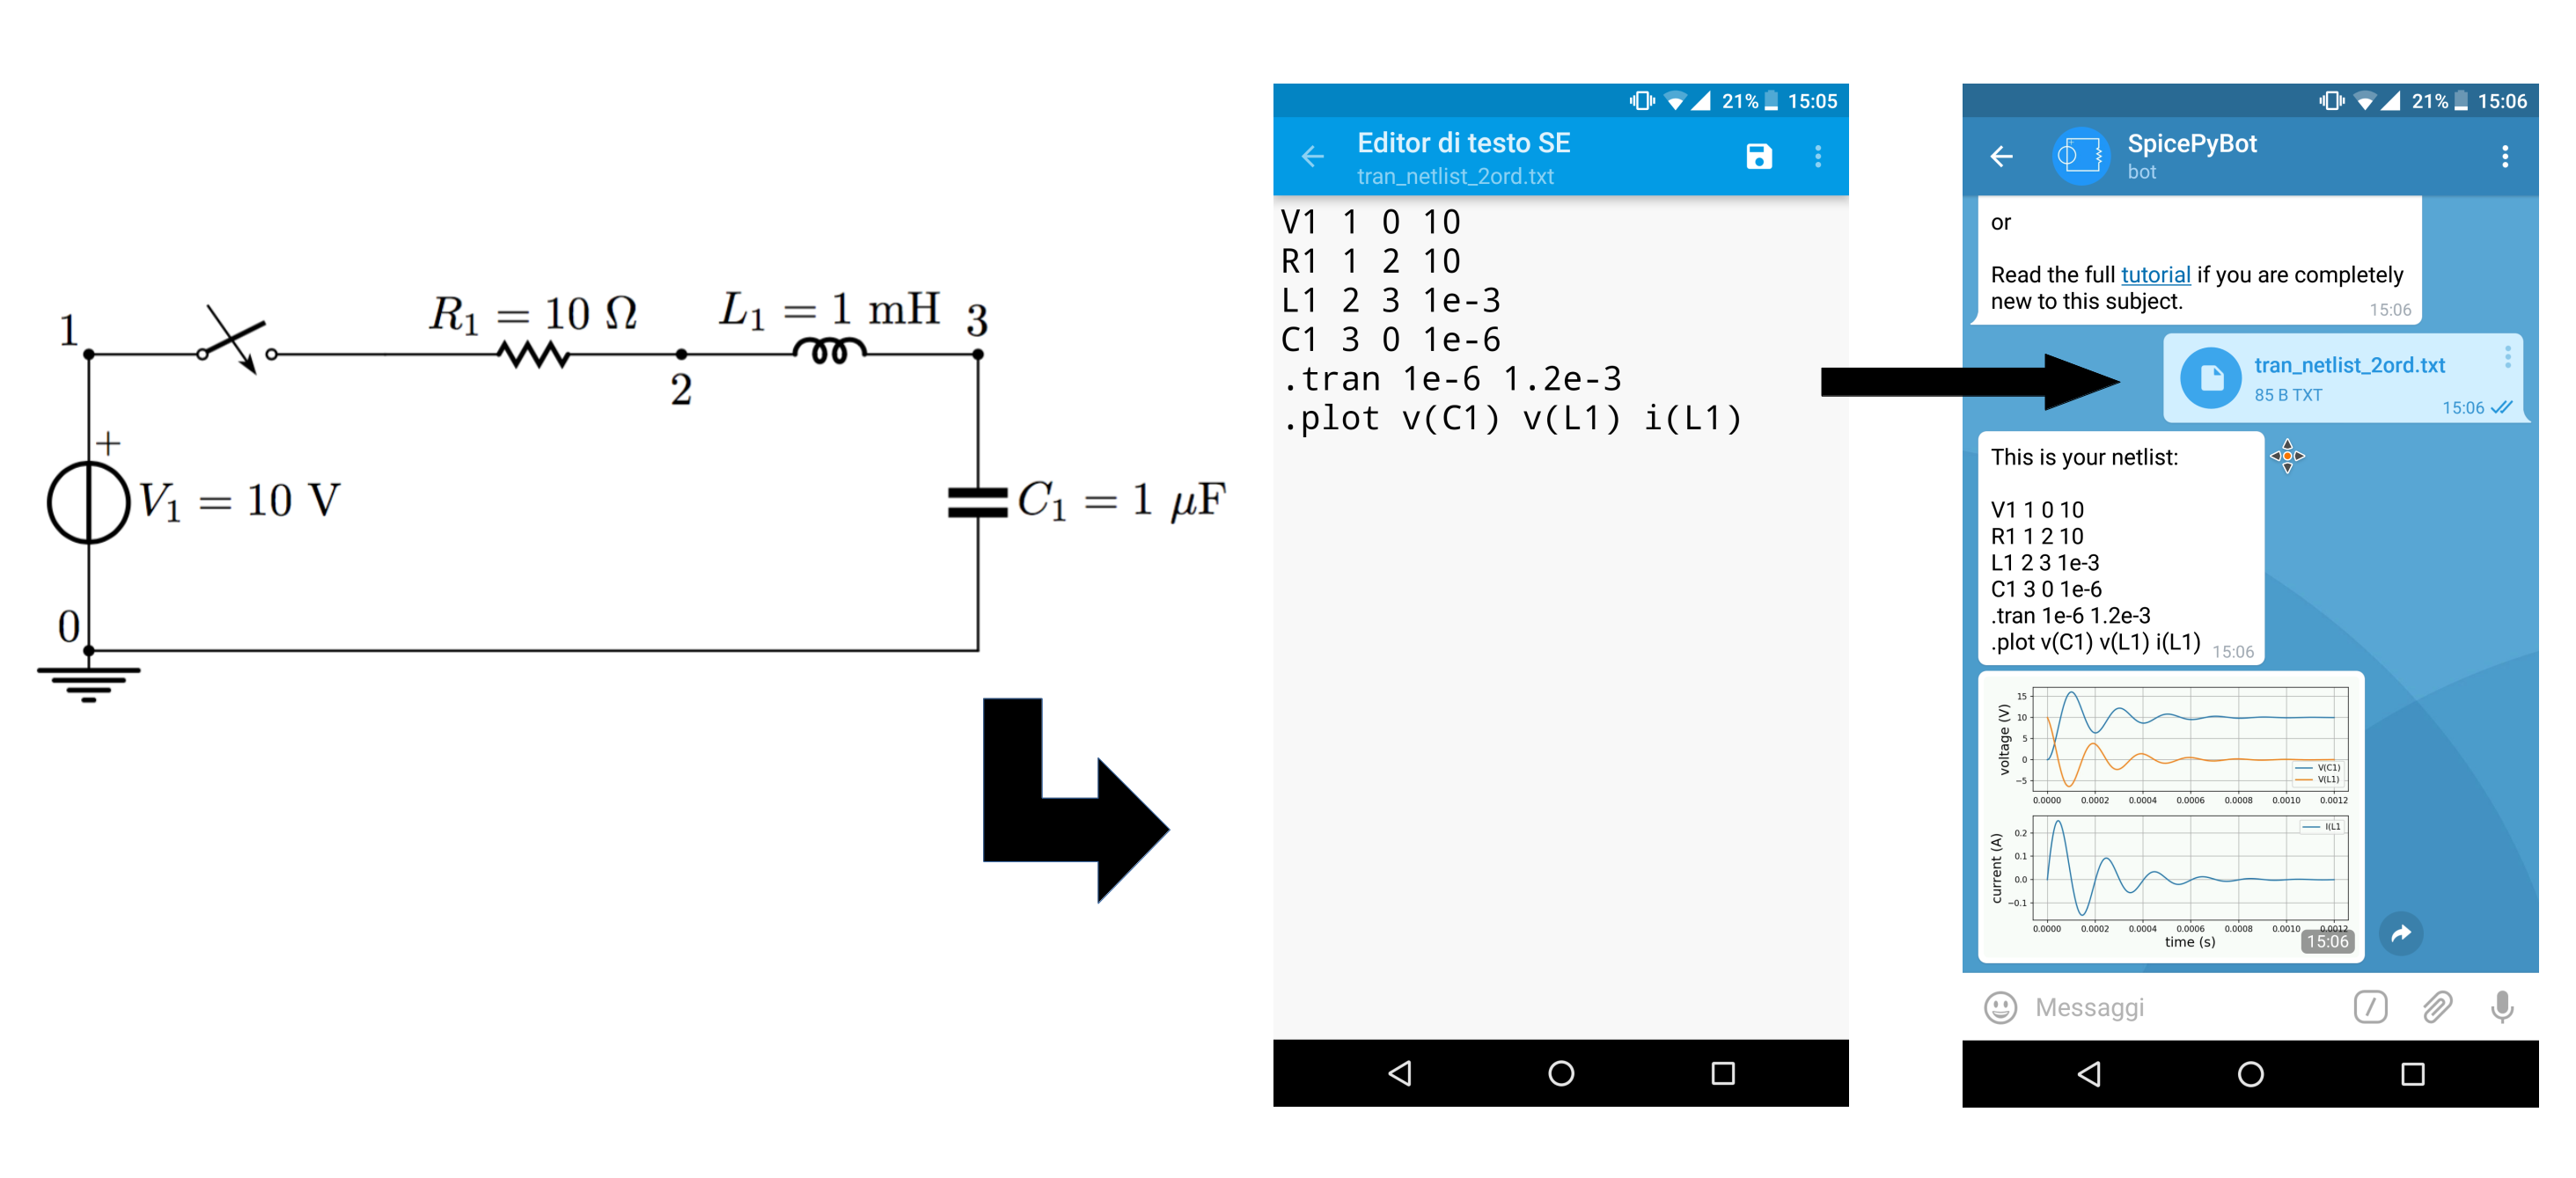 R₁ = 10 Ω
L₁ = 1 mH
3
1
2
+
V₁ = 10 V
C₁ = 1 μF
0
21% 15:05
Editor di testo SE
tran_netlist_2ord.txt
V1 1 0 10
R1 1 2 10
L1 2 3 1e-3
C1 3 0 1e-6
.tran 1e-6 1.2e-3
.plot v(C1) v(L1) i(L1)
21% 15:06
SpicePyBot
bot
or
Read the full tutorial if you are completely
new to this subject.
15:06
tran_netlist_2ord.txt
85 B TXT
15:06
This is your netlist:
V1 1 0 10
R1 1 2 10
L1 2 3 1e-3
C1 3 0 1e-6
.tran 1e-6 1.2e-3
.plot v(C1) v(L1) i(L1)
15:06
voltage (V)
15
10
5
0
−5
V(C1)
V(L1)
0.0000 0.0002 0.0004 0.0006 0.0008 0.0010 0.0012
current (A)
0.2
0.1
0.0
−0.1
I(L1
0.0000 0.0002 0.0004 0.0006 0.0008 0.0010 0.0012
time (s)
15:06
Messaggi